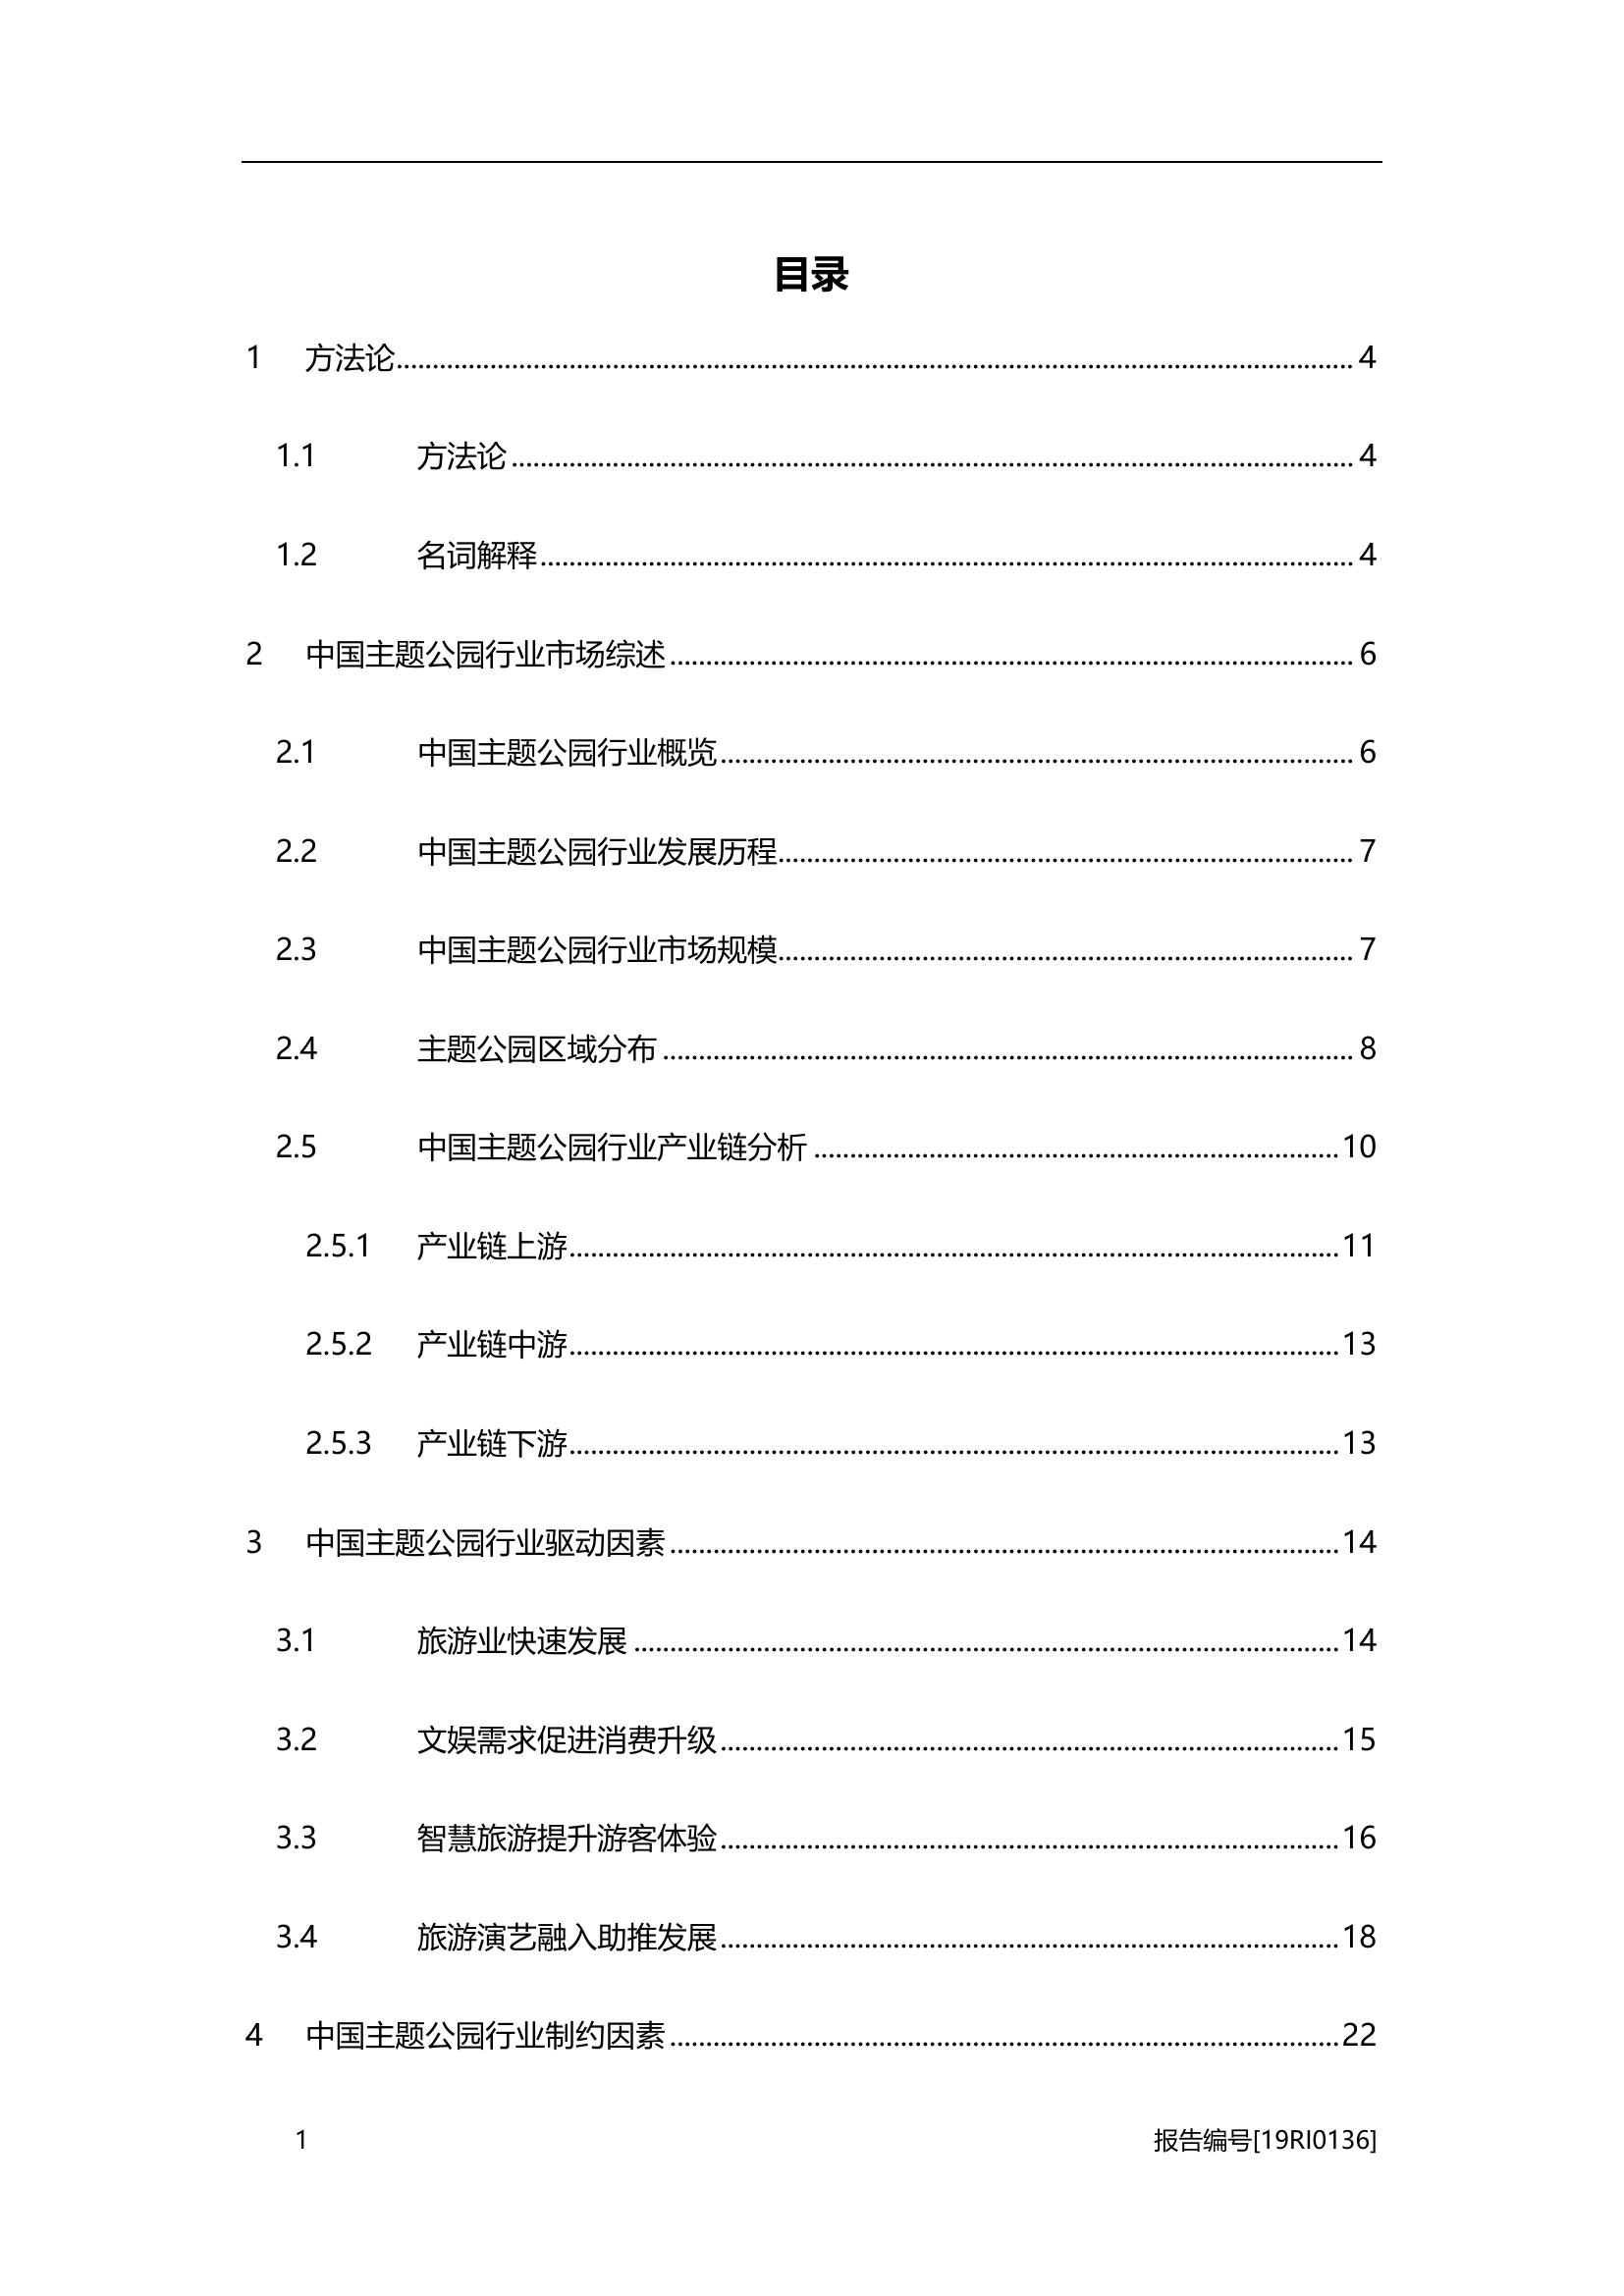 目录
1 方法论 4
1.1 方法论 4
1.2 名词解释 4
2 中国主题公园行业市场综述 6
2.1 中国主题公园行业概览 6
2.2 中国主题公园行业发展历程 7
2.3 中国主题公园行业市场规模 7
2.4 主题公园区域分布 8
2.5 中国主题公园行业产业链分析 10
2.5.1 产业链上游 11
2.5.2 产业链中游 13
2.5.3 产业链下游 13
3 中国主题公园行业驱动因素 14
3.1 旅游业快速发展 14
3.2 文娱需求促进消费升级 15
3.3 智慧旅游提升游客体验 16
3.4 旅游演艺融入助推发展 18
4 中国主题公园行业制约因素 22
1 报告编号[19RI0136]